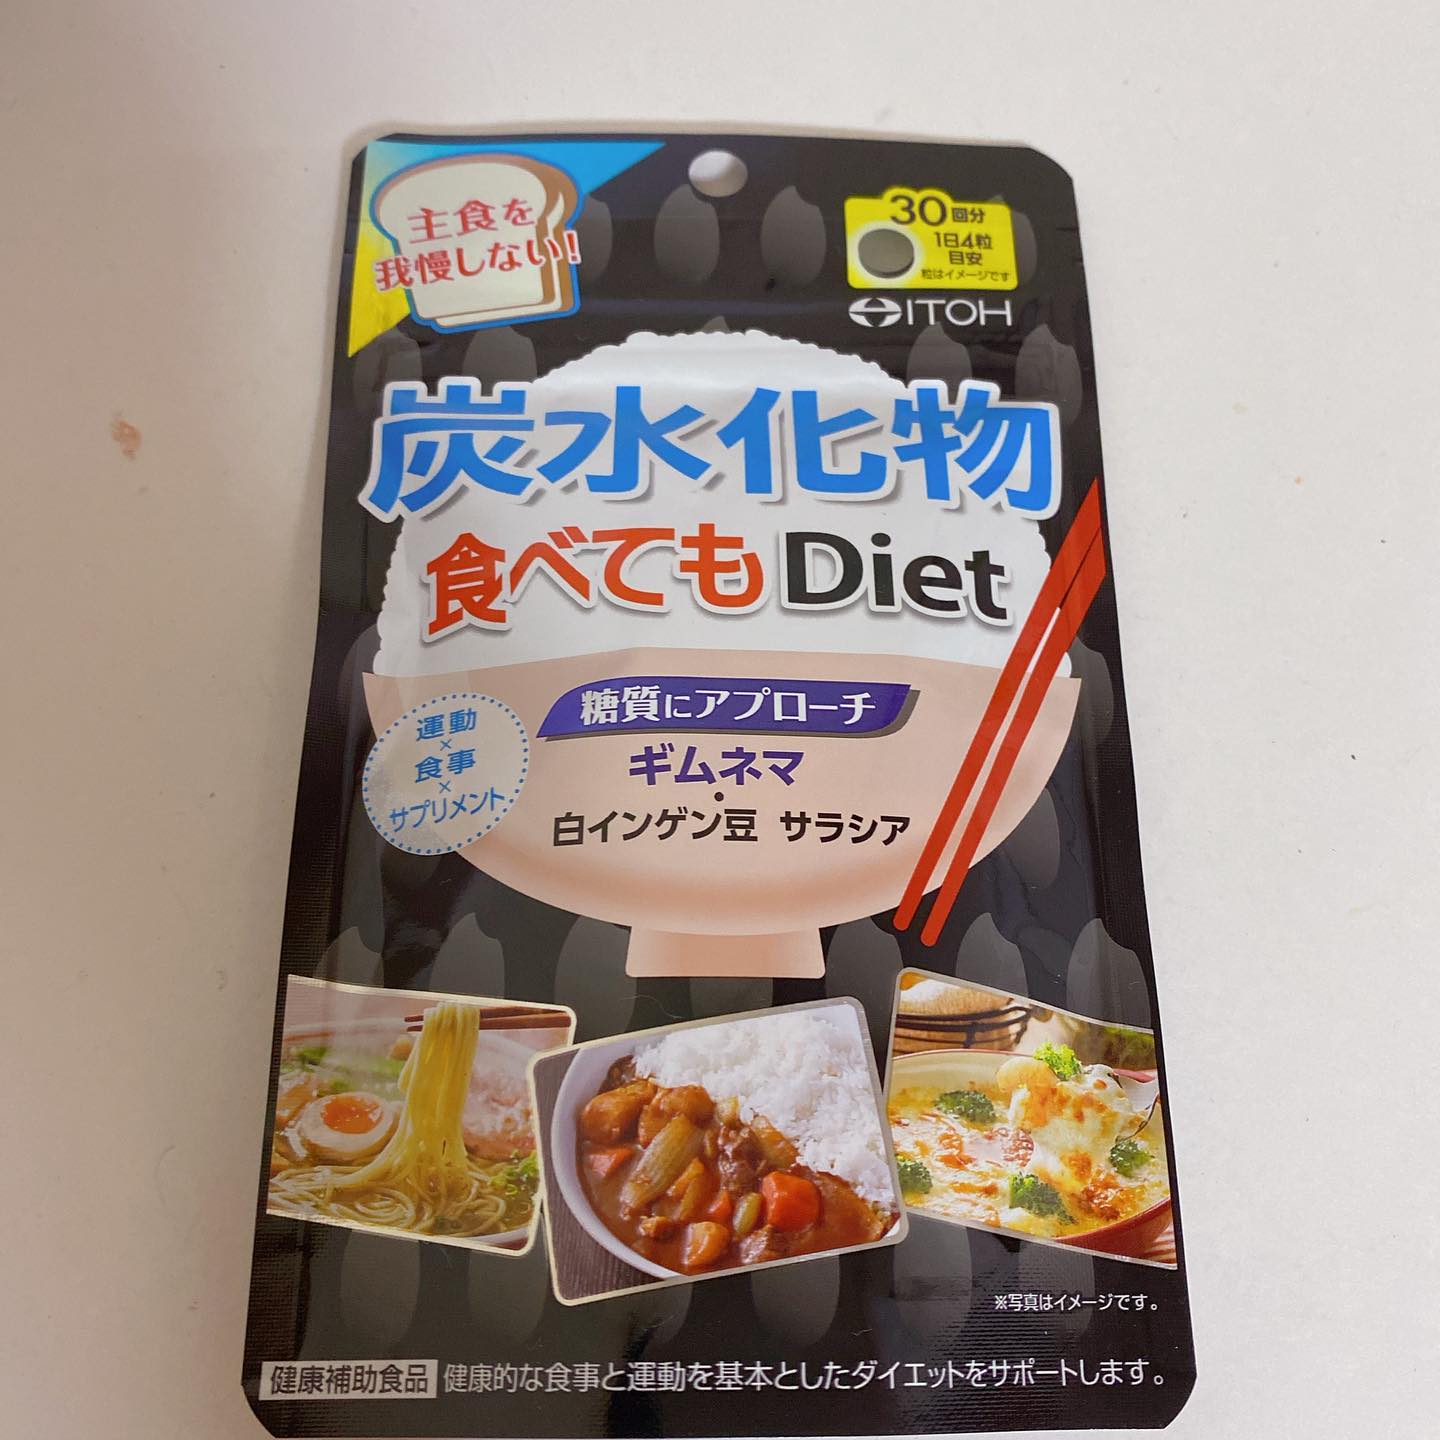 主食を
我慢しない!
30回分
1日4粒
目安
粒はイメージです
ITOH
炭水化物
食べてもDiet
糖質にアプローチ
ギムネマ
・
白インゲン豆 サラシア
運動
×
食事
×
サプリメント
※写真はイメージです。
健康補助食品 健康的な食事と運動を基本としたダイエットをサポートします。